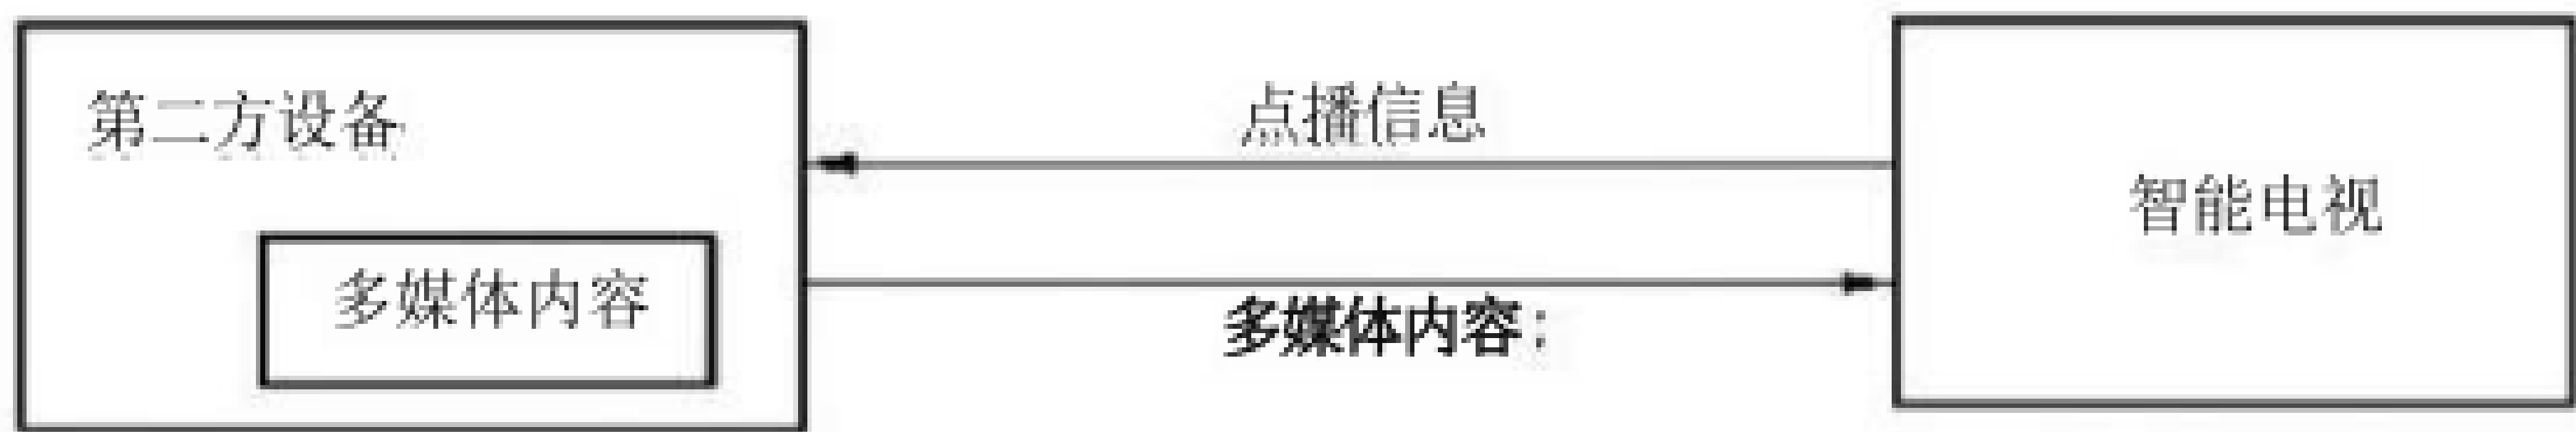 第二方设备
点播信息
智能电视
多媒体内容
多媒体内容;